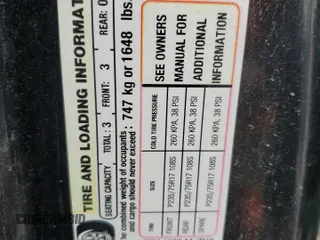 TIRE AND LOADING INFORMAT
SEATING CAPACITY TOTAL: 3 FRONT: 3 REAR: 0
The combined weight of occupants
and cargo should never exceed: 747 kg or 1648 lbs.
TIRE SIZE COLD TIRE PRESSURE
FRONT P235/75R17 108S 260 KPA, 38 PSI
REAR P235/75R17 108S 260 KPA, 38 PSI
SPARE P235/75R17 108S 260 KPA, 38 PSI
SEE OWNERS
MANUAL FOR
ADDITIONAL
INFORMATION